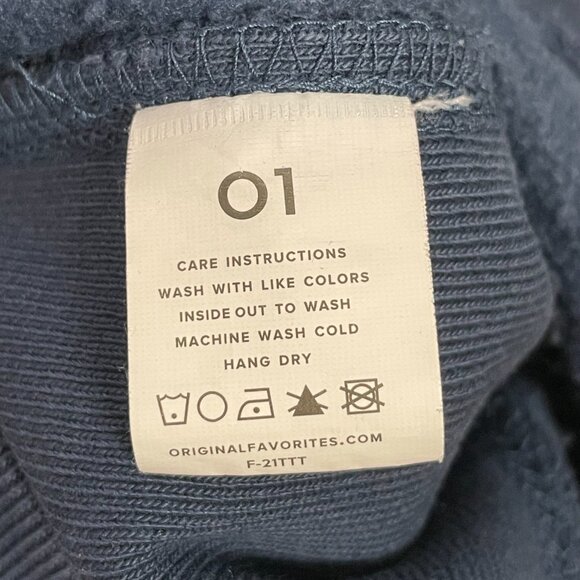 01
CARE INSTRUCTIONS
WASH WITH LIKE COLORS
INSIDE OUT TO WASH
MACHINE WASH COLD
HANG DRY
ORIGINALFAVORITES.COM
F-21TTT